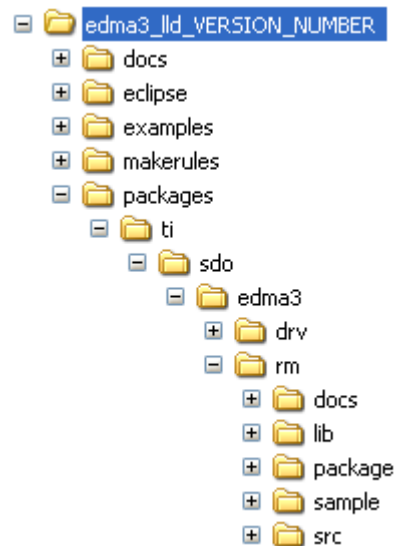 edma3_lld_VERSION_NUMBER
docs
eclipse
examples
makerules
packages
ti
sdo
edma3
drv
rm
docs
lib
package
sample
src